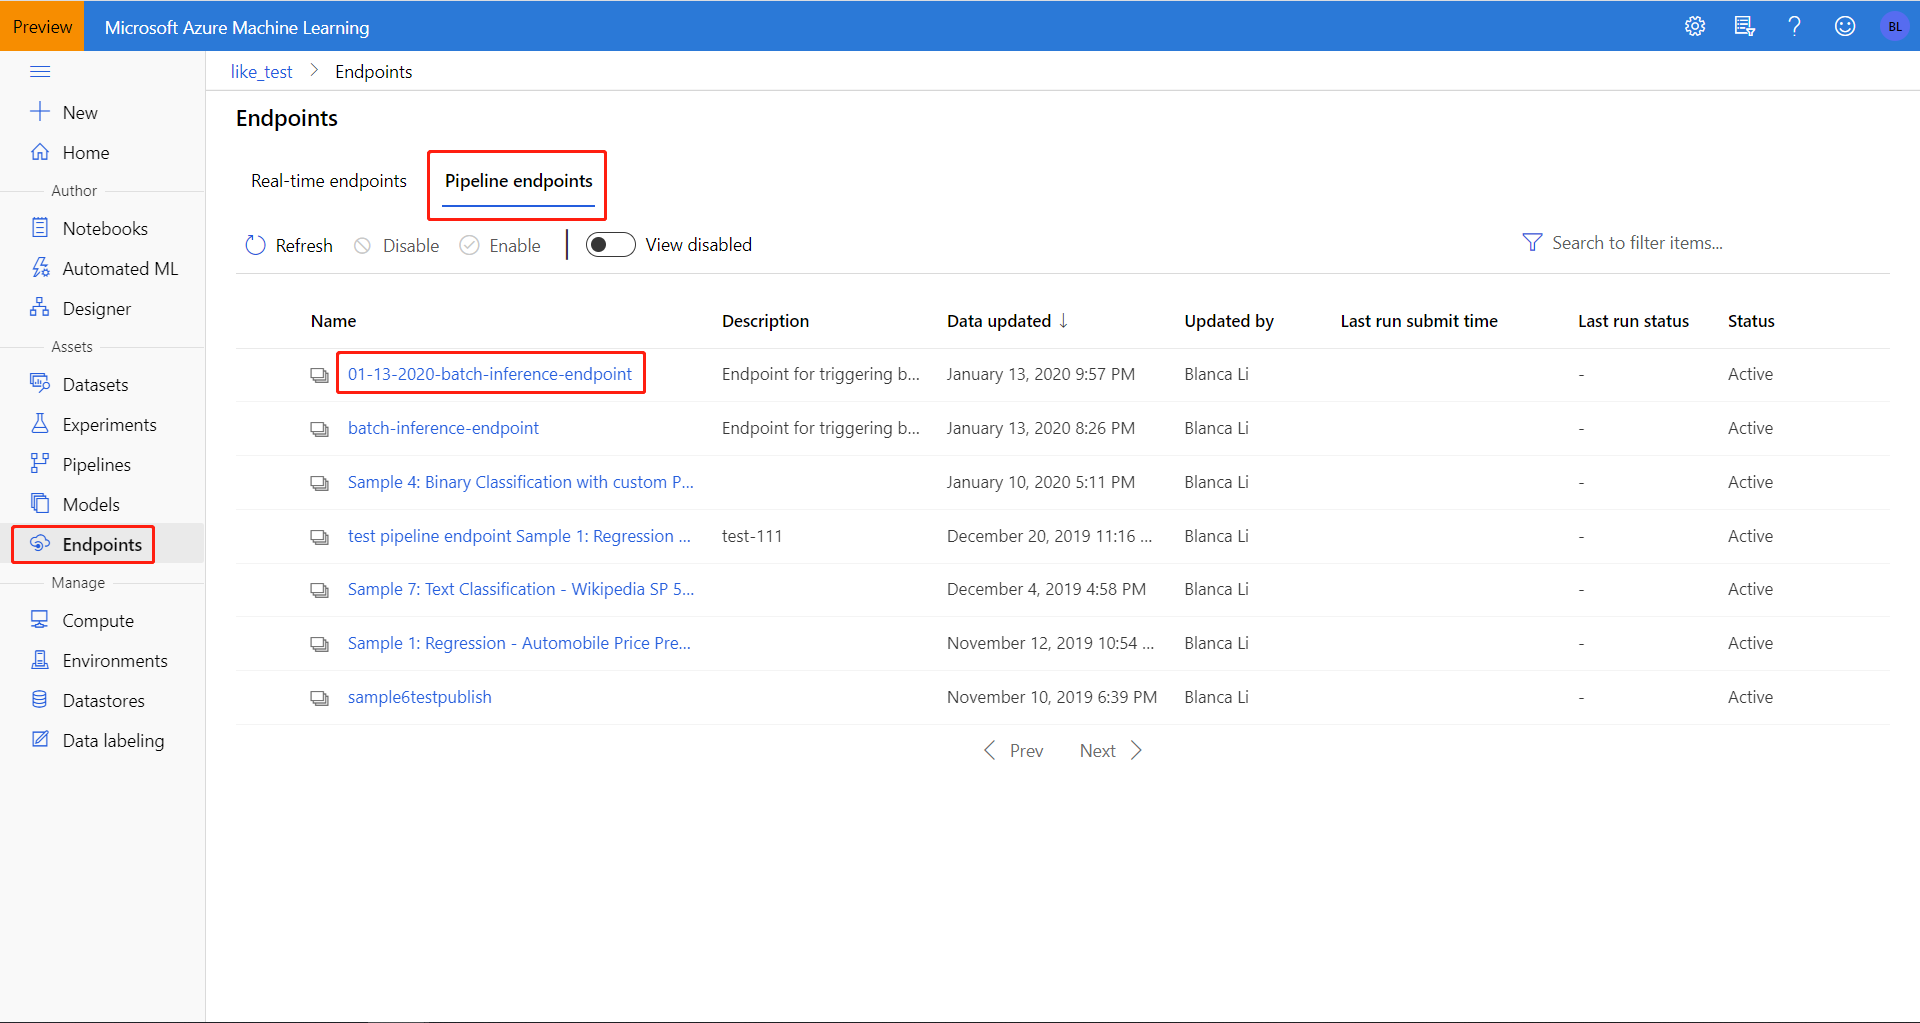 Preview
Microsoft Azure Machine Learning
BL
like_test
Endpoints
New
Home
Author
Notebooks
Automated ML
Designer
Assets
Datasets
Experiments
Pipelines
Models
Endpoints
Manage
Compute
Environments
Datastores
Data labeling
Endpoints
Real-time endpoints
Pipeline endpoints
Refresh
Disable
Enable
View disabled
Search to filter items...
Name Description Data updated ↓ Updated by Last run submit time Last run status Status
01-13-2020-batch-inference-endpoint Endpoint for triggering b... January 13, 2020 9:57 PM Blanca Li - Active
batch-inference-endpoint Endpoint for triggering b... January 13, 2020 8:26 PM Blanca Li - Active
Sample 4: Binary Classification with custom P... January 10, 2020 5:11 PM Blanca Li - Active
test pipeline endpoint Sample 1: Regression ... test-111 December 20, 2019 11:16 ... Blanca Li - Active
Sample 7: Text Classification - Wikipedia SP 5... December 4, 2019 4:58 PM Blanca Li - Active
Sample 1: Regression - Automobile Price Pre... November 12, 2019 10:54 ... Blanca Li - Active
sample6testpublish November 10, 2019 6:39 PM Blanca Li - Active
Prev Next